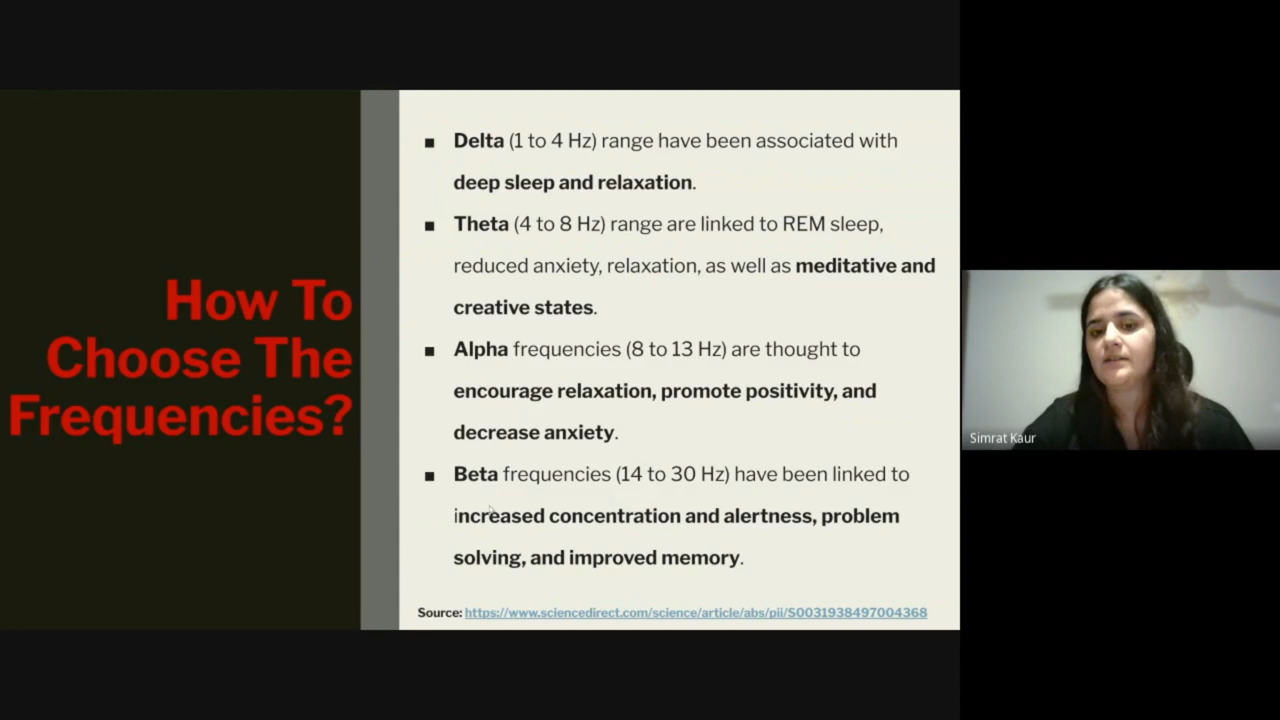 How To
Choose The
Frequencies?
▪ Delta (1 to 4 Hz) range have been associated with
deep sleep and relaxation.
▪ Theta (4 to 8 Hz) range are linked to REM sleep,
reduced anxiety, relaxation, as well as meditative and
creative states.
▪ Alpha frequencies (8 to 13 Hz) are thought to
encourage relaxation, promote positivity, and
decrease anxiety.
▪ Beta frequencies (14 to 30 Hz) have been linked to
increased concentration and alertness, problem
solving, and improved memory.
Source: https://www.sciencedirect.com/science/article/abs/pii/S0031938497004368
Simrat Kaur